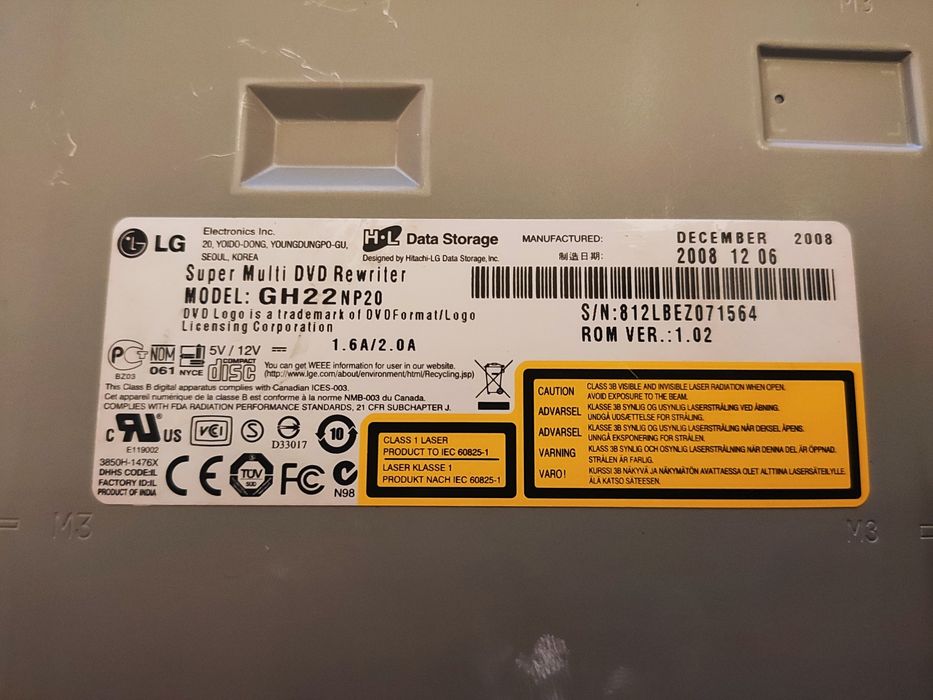 M3
LG
Electronics Inc.
20, YOIDO-DONG, YOUNGDUNGPO-GU,
SEOUL, KOREA
H·L Data Storage
Designed by Hitachi-LG Data Storage, Inc.
MANUFACTURED: DECEMBER 2008
制造日期: 2008 12 06
Super Multi DVD Rewriter
MODEL: GH22NP20
DVD Logo is a trademark of DVD Format/Logo
Licensing Corporation
S/N:812LBEZ071564
ROM VER.:1.02
5V / 12V
1.6A/2.0A
BZ03
NOM
061
NYCE
COMPACT
disc
You can get WEEE information for user in our website.
(http://www.lge.com/about/environment/html/Recycling.jsp)
This Class B digital apparatus complies with Canadian ICES-003.
Cet appareil numérique de la classe B est conforme à la norme NMB-003 du Canada.
COMPLIES WITH FDA RADIATION PERFORMANCE STANDARDS, 21 CFR SUBCHAPTER J.
C UR US
E119002
VCI
S
D33017
10
3850H-1476X
DHHS CODE:IL
FACTORY ID:IL
PRODUCT OF INDIA
CE
TÜV
SÜD
FC
N98
CLASS 1 LASER
PRODUCT TO IEC 60825-1
LASER KLASSE 1
PRODUKT NACH IEC 60825-1
CAUTION CLASS 3B VISIBLE AND INVISIBLE LASER RADIATION WHEN OPEN.
AVOID EXPOSURE TO THE BEAM.
ADVARSEL KLASSE 3B SYNLIG OG USYNLIG LASERSTRÅLING VED ÅBNING.
UNDGÅ UDSÆTTELSE FOR STRÅLING.
ADVARSEL KLASSE 3B SYNLIG OG USYNLIG LASERSTRÅLING NÅR DEKSEL ÅPENS.
UNNGÅ EKSPONERING FOR STRÅLEN.
VARNING KLASS 3B SYNLIG OCH OSYNLIG LASERSTRÅLNING NÄR DENNA DEL ÄR ÖPPNAD.
STRÅLEN ÄR FARLIG.
VARO! KURSSI 3B NÄKYVÄ JA NÄKYMÄTÖN AVATTAESSA OLET ALTTIINA LASERSÄTEILYLLE.
ÄLÄ KATSO SÄTEESEEN.
M3
M3